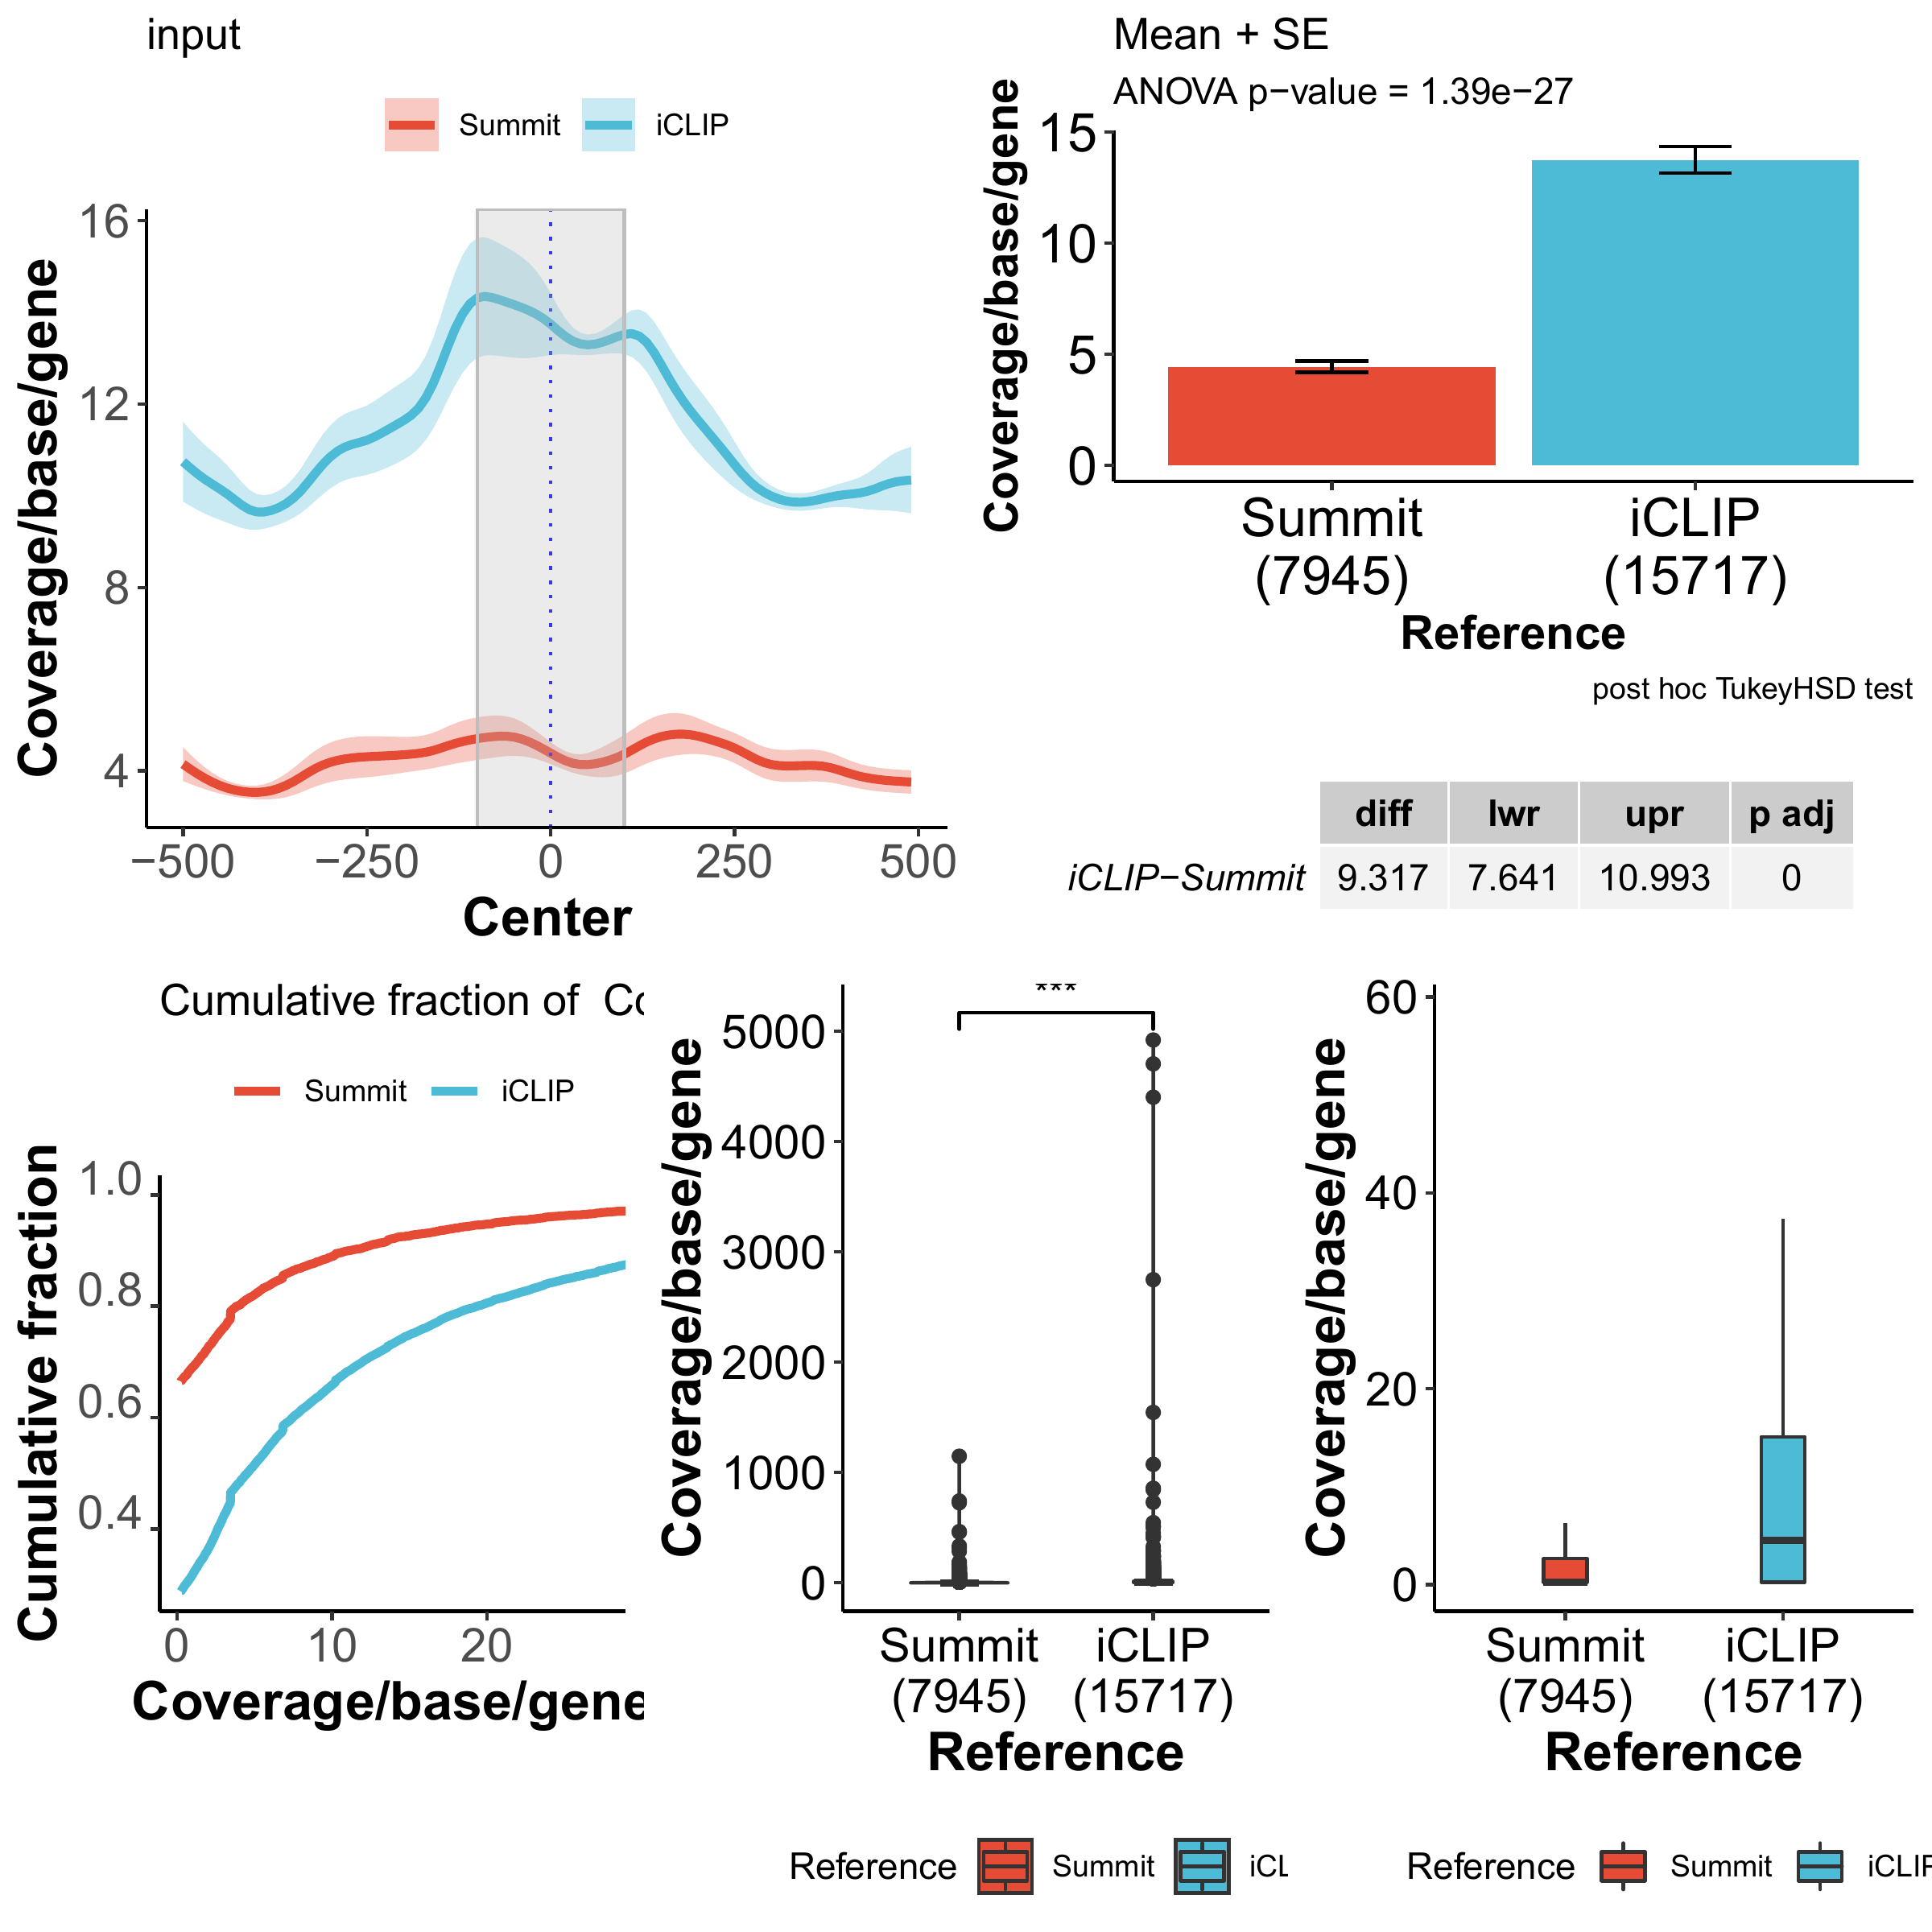 input
Summit
iCLIP
Coverage/base/gene
16
12
8
4
−500
−250
0
250
500
Center
Mean + SE
ANOVA p−value = 1.39e−27
Coverage/base/gene
15
10
5
0
Summit
(7945)
iCLIP
(15717)
Reference
post hoc TukeyHSD test
diff lwr upr p adj
iCLIP−Summit 9.317 7.641 10.993 0
Cumulative fraction of Co
Summit
iCLIP
Cumulative fraction
1.0
0.8
0.6
0.4
0
10
20
Coverage/base/gene
***
Coverage/base/gene
5000
4000
3000
2000
1000
0
Summit
(7945)
iCLIP
(15717)
Reference
Reference
Summit
iCL
Coverage/base/gene
60
40
20
0
Summit
(7945)
iCLIP
(15717)
Reference
Reference
Summit
iCLIP